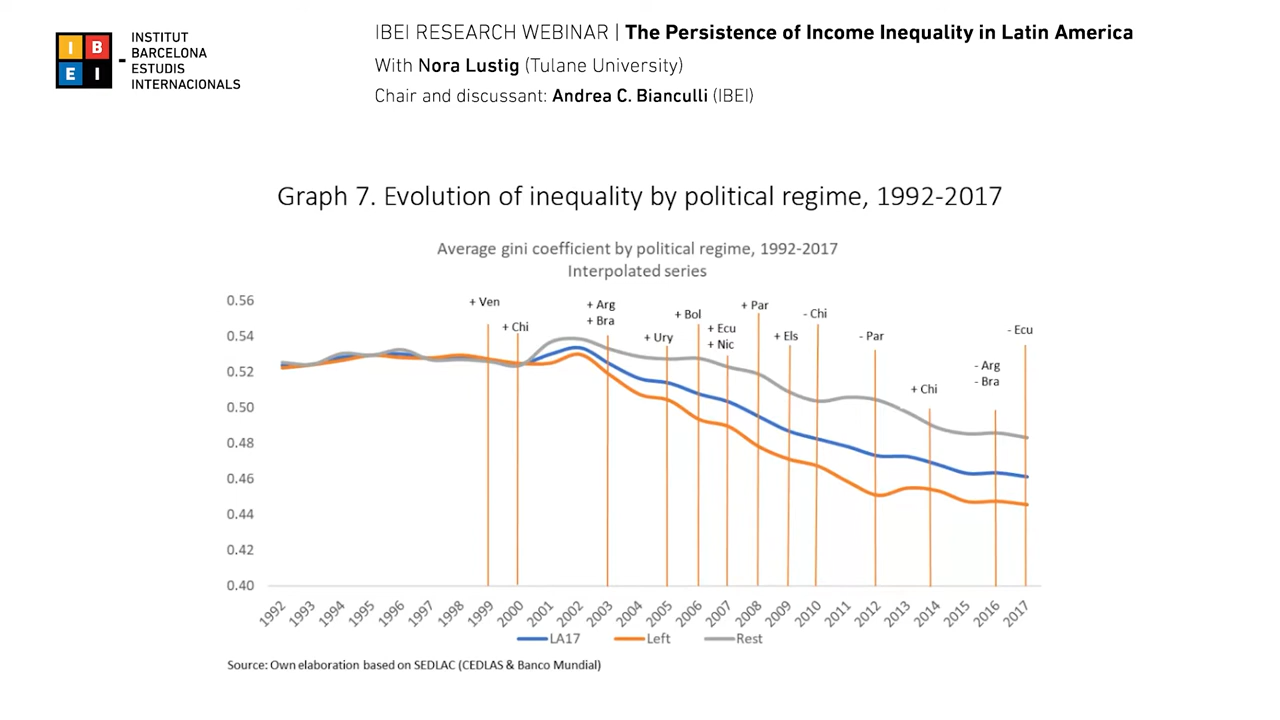 I B E I
INSTITUT
BARCELONA
ESTUDIS
INTERNACIONALS
IBEI RESEARCH WEBINAR | The Persistence of Income Inequality in Latin America
With Nora Lustig (Tulane University)
Chair and discussant: Andrea C. Bianculli (IBEI)
Graph 7. Evolution of inequality by political regime, 1992-2017
Average gini coefficient by political regime, 1992-2017
Interpolated series
0.56
0.54
0.52
0.50
0.48
0.46
0.44
0.42
0.40
+ Ven
+ Chi
+ Arg
+ Bra
+ Ury
+ Bol
+ Ecu
+ Nic
+ Par
+ Els
- Chi
- Par
+ Chi
- Arg
- Bra
- Ecu
1992 1993 1994 1995 1996 1997 1998 1999 2000 2001 2002 2003 2004 2005 2006 2007 2008 2009 2010 2011 2012 2013 2014 2015 2016 2017
LA17 Left Rest
Source: Own elaboration based on SEDLAC (CEDLAS & Banco Mundial)